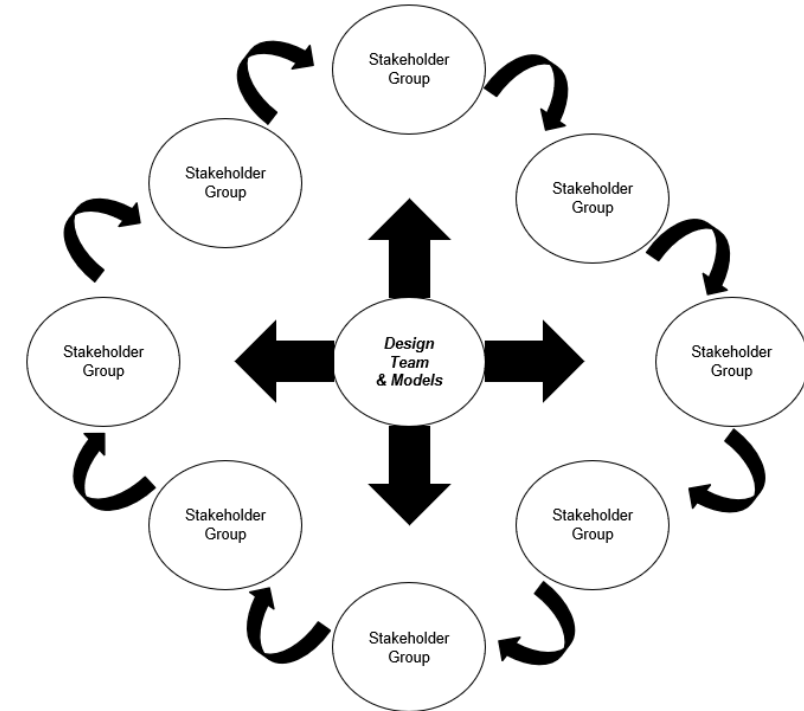 Stakeholder
Group
Stakeholder
Group
Stakeholder
Group
Stakeholder
Group
Design
Team
& Models
Stakeholder
Group
Stakeholder
Group
Stakeholder
Group
Stakeholder
Group